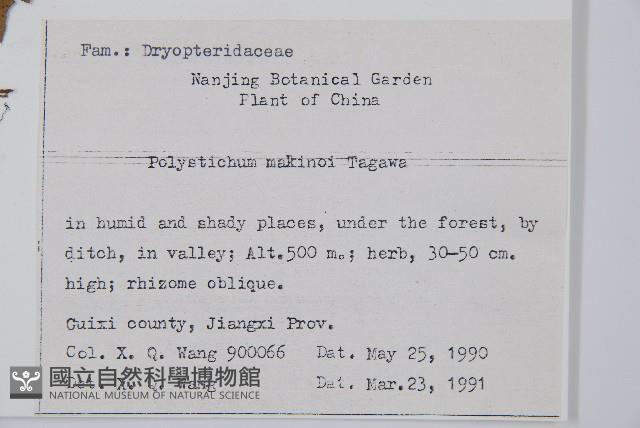 Fam.: Dryopteridaceae
Nanjing Botanical Garden
Plant of China
Polystichum makinoi Tagawa
in humid and shady places, under the forest, by
ditch, in valley; Alt.500 m.; herb, 30-50 cm.
high; rhizome oblique.
Guixi county, Jiangxi Prov.
Col. X. Q. Wang 900066 Dat. May 25, 1990
Det. X. Q. Wang Dat. Mar.23, 1991
國立自然科學博物館
NATIONAL MUSEUM OF NATURAL SCIENCE